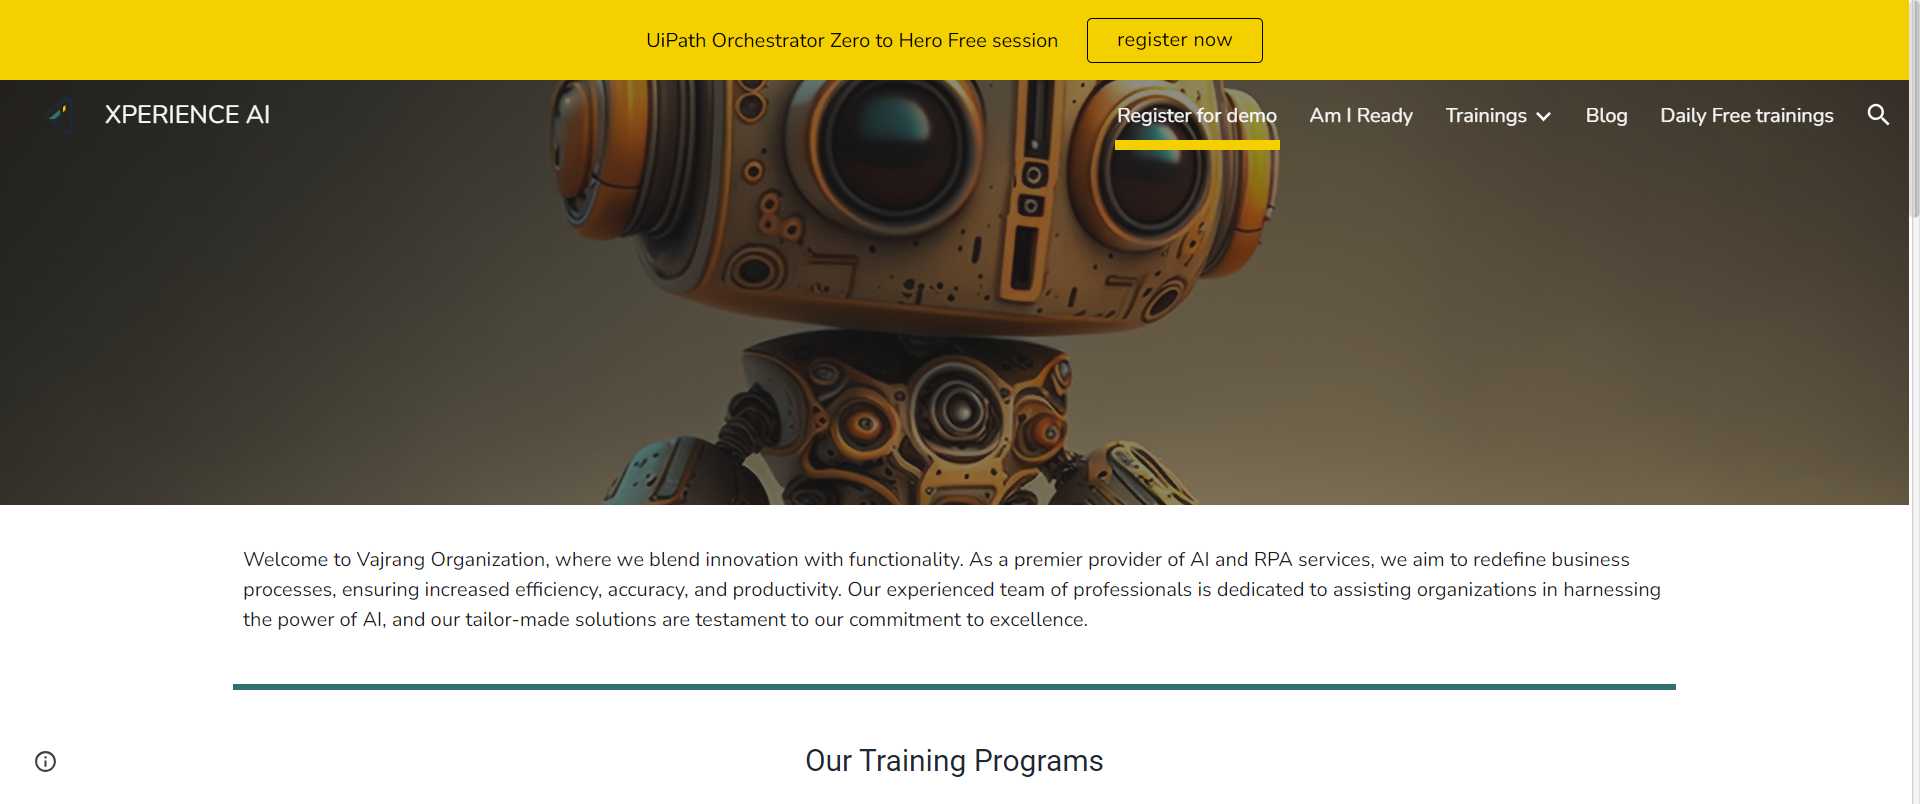 UiPath Orchestrator Zero to Hero Free session
register now
XPERIENCE AI
Register for demo
Am I Ready
Trainings
Blog
Daily Free trainings
Welcome to Vajrang Organization, where we blend innovation with functionality. As a premier provider of AI and RPA services, we aim to redefine business
processes, ensuring increased efficiency, accuracy, and productivity. Our experienced team of professionals is dedicated to assisting organizations in harnessing
the power of AI, and our tailor-made solutions are testament to our commitment to excellence.
Our Training Programs